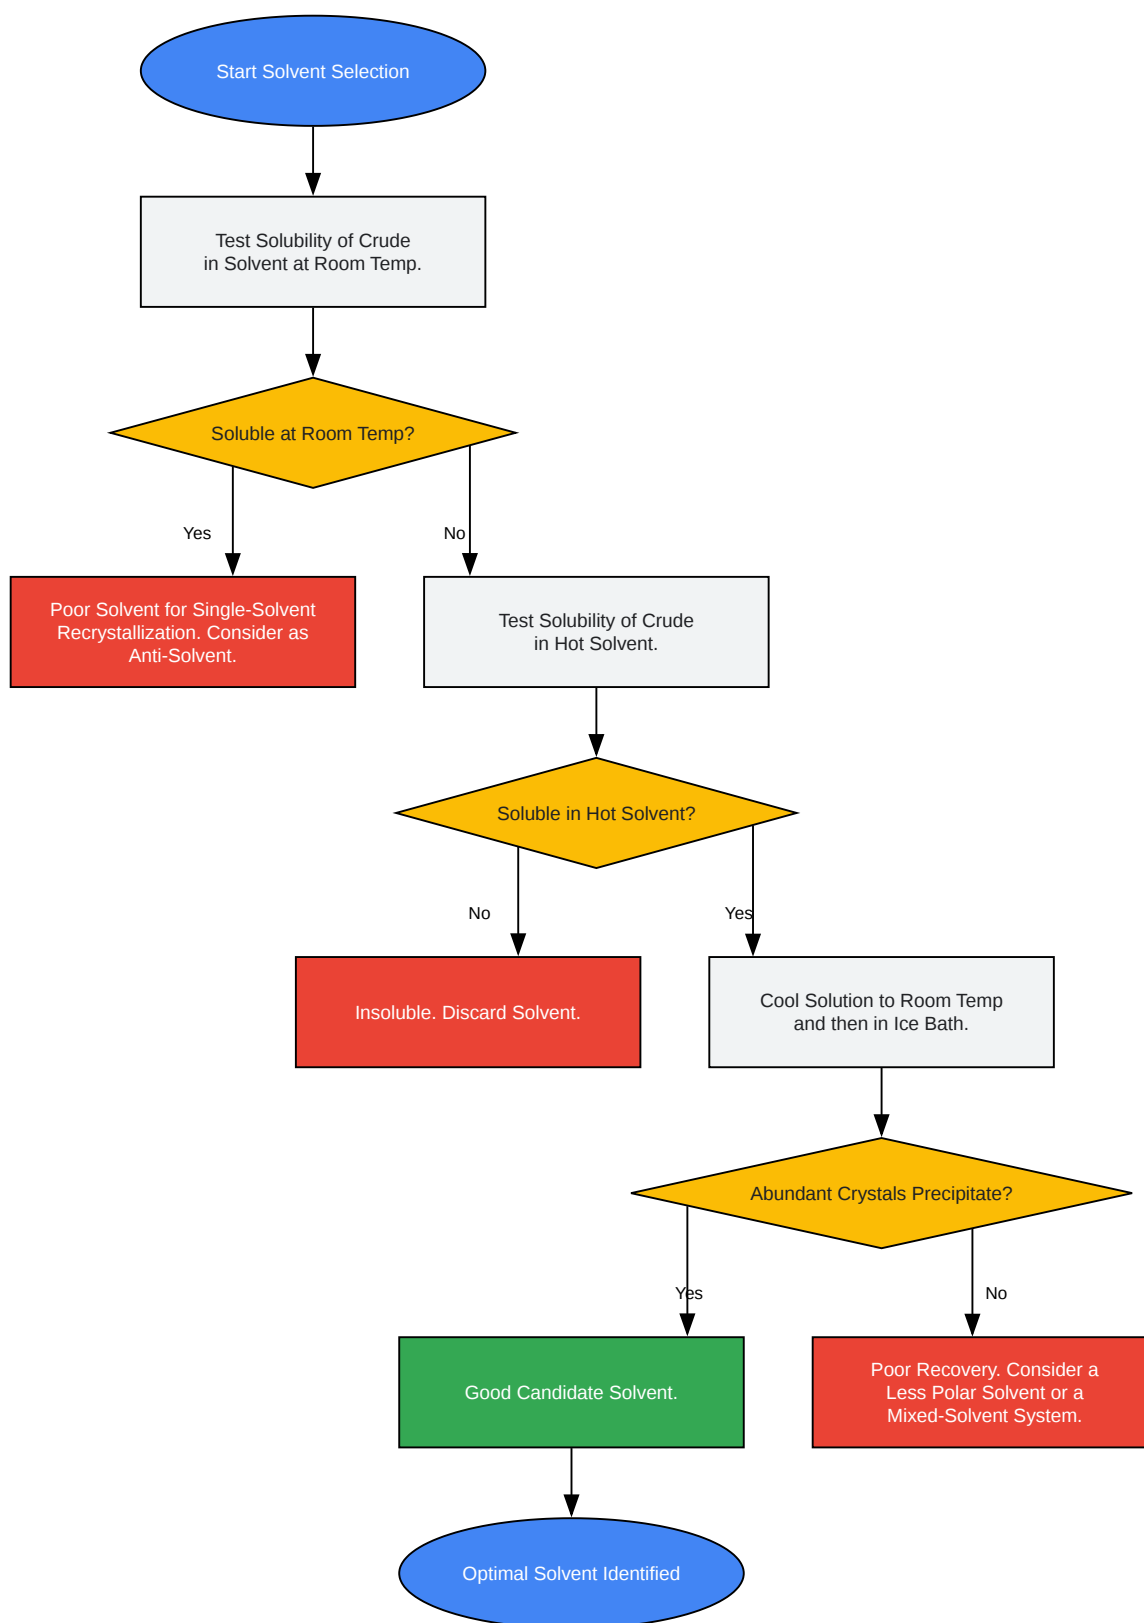 Start Solvent Selection
Test Solubility of Crude
in Solvent at Room Temp.
Soluble at Room Temp?
Yes
No
Poor Solvent for Single-Solvent
Recrystallization. Consider as
Anti-Solvent.
Test Solubility of Crude
in Hot Solvent.
Soluble in Hot Solvent?
No
Yes
Insoluble. Discard Solvent.
Cool Solution to Room Temp
and then in Ice Bath.
Abundant Crystals Precipitate?
Yes
No
Good Candidate Solvent.
Poor Recovery. Consider a
Less Polar Solvent or a
Mixed-Solvent System.
Optimal Solvent Identified